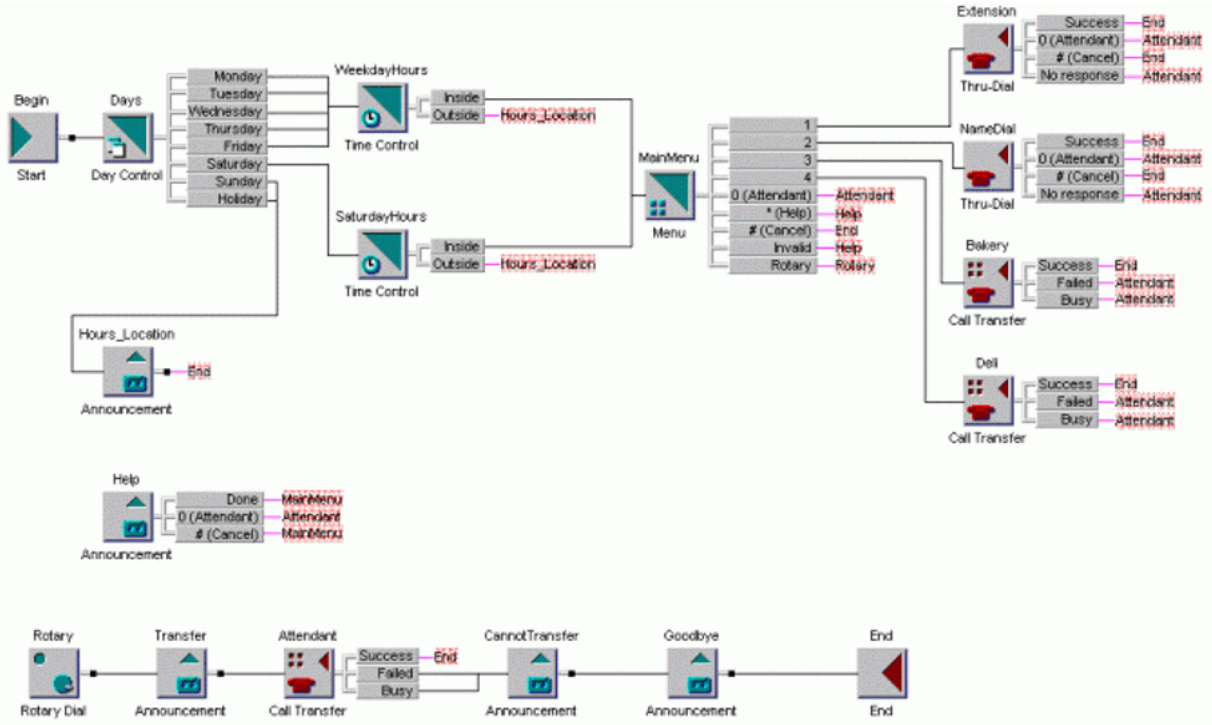 Begin
Start
Days
Day Control
Monday
Tuesday
Wednesday
Thursday
Friday
Saturday
Sunday
Holiday
WeekdayHours
Time Control
Inside
Outside
Hours_Location
SaturdayHours
Time Control
Inside
Outside
Hours_Location
MainMenu
Menu
1
2
3
4
0 (Attendant) Attendant
* (Help) Help
# (Cancel) End
Invalid Help
Rotary Rotary
Extension
Thru-Dial
Success End
0 (Attendant) Attendant
# (Cancel) End
No response Attendant
NameDial
Thru-Dial
Success End
0 (Attendant) Attendant
# (Cancel) End
No response Attendant
Bakery
Call Transfer
Success End
Failed Attendant
Busy Attendant
Deli
Call Transfer
Success End
Failed Attendant
Busy Attendant
Hours_Location
Announcement
End
Help
Announcement
Done MainMenu
0 (Attendant) Attendant
# (Cancel) MainMenu
Rotary
Rotary Dial
Transfer
Announcement
Attendant
Call Transfer
Success End
Failed
Busy
CannotTransfer
Announcement
Goodbye
Announcement
End
End